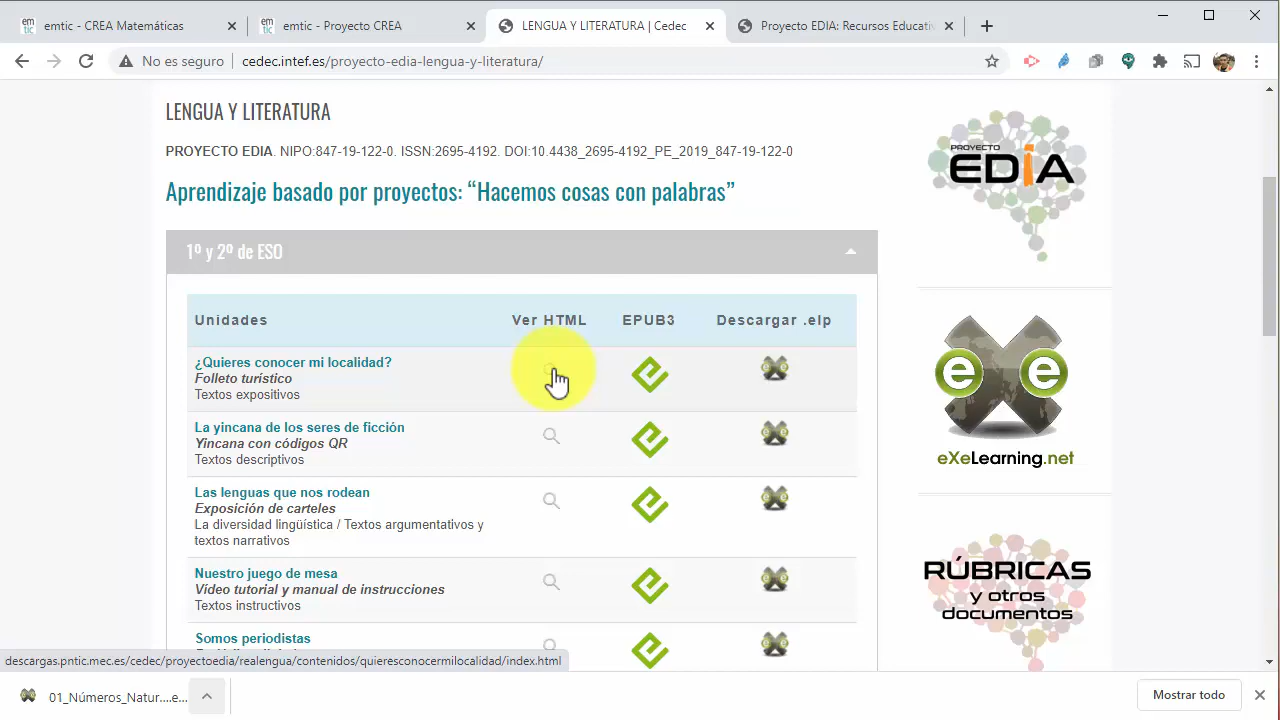 em
tic
emtic - CREA Matemáticas
em
tic
emtic - Proyecto CREA
LENGUA Y LITERATURA | Cedec
Proyecto EDIA: Recursos Educativ
No es seguro
cedec.intef.es/proyecto-edia-lengua-y-literatura/
LENGUA Y LITERATURA
PROYECTO EDIA. NIPO:847-19-122-0. ISSN:2695-4192. DOI:10.4438_2695-4192_PE_2019_847-19-122-0
Aprendizaje basado por proyectos: “Hacemos cosas con palabras”
1º y 2º de ESO
Unidades Ver HTML EPUB3 Descargar .elp
¿Quieres conocer mi localidad?
Folleto turístico
Textos expositivos
La yincana de los seres de ficción
Yincana con códigos QR
Textos descriptivos
Las lenguas que nos rodean
Exposición de carteles
La diversidad lingüística / Textos argumentativos y
textos narrativos
Nuestro juego de mesa
Vídeo tutorial y manual de instrucciones
Textos instructivos
Somos periodistas
PROYECTO
EDIA
e e
eXeLearning.net
RÚBRICAS
y otros
documentos
descargas.pntic.mec.es/cedec/proyectoedia/realengua/contenidos/quieresconocermilocalidad/index.html
01_Números_Natur....e...
Mostrar todo